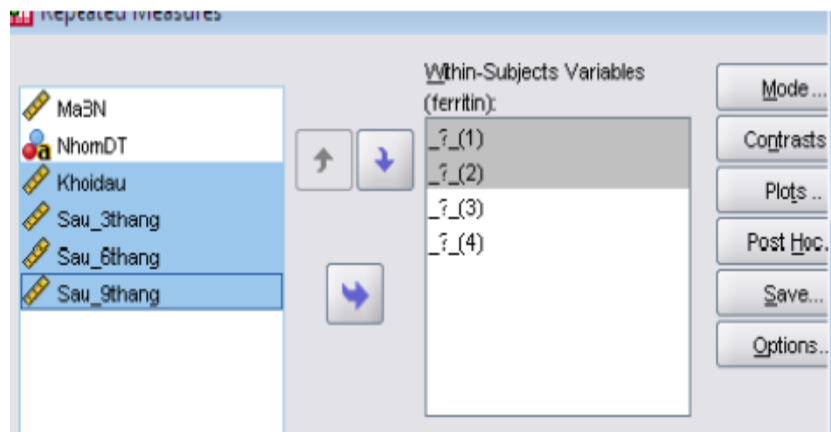 Repeated Measures
MaBN
NhomDT
Khoidau
Sau_3thang
Sau_6thang
Sau_9thang
Within-Subjects Variables
(ferritin):
_?_(1)
_?_(2)
_?_(3)
_?_(4)
Mode...
Contrasts
Plots ..
Post Hoc.
Save...
Options..